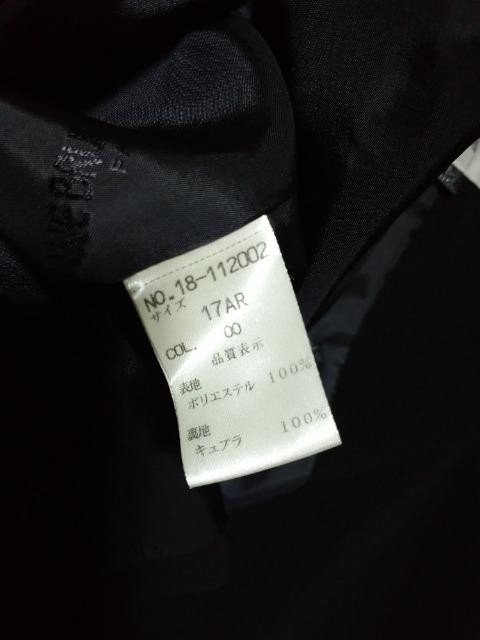 NO.18-112002
サイズ 17AR
COL. 00
品質表示
表地
ポリエステル 100%
裏地
キュプラ 100%